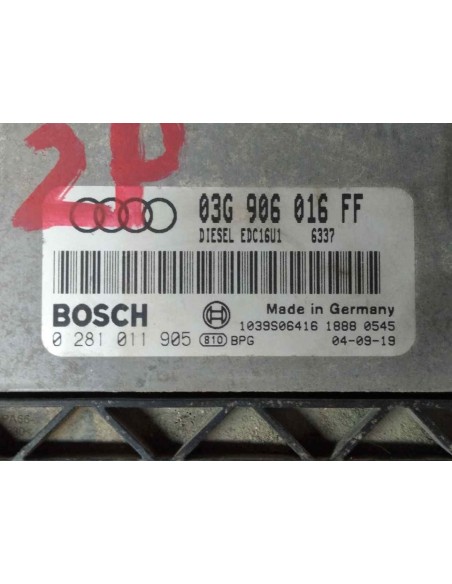 2P
03G 906 016 FF
DIESEL EDC16U1 6337
BOSCH
Made in Germany
1039S06416 1888 0545
0 281 011 905 810 BPG
04-09-19